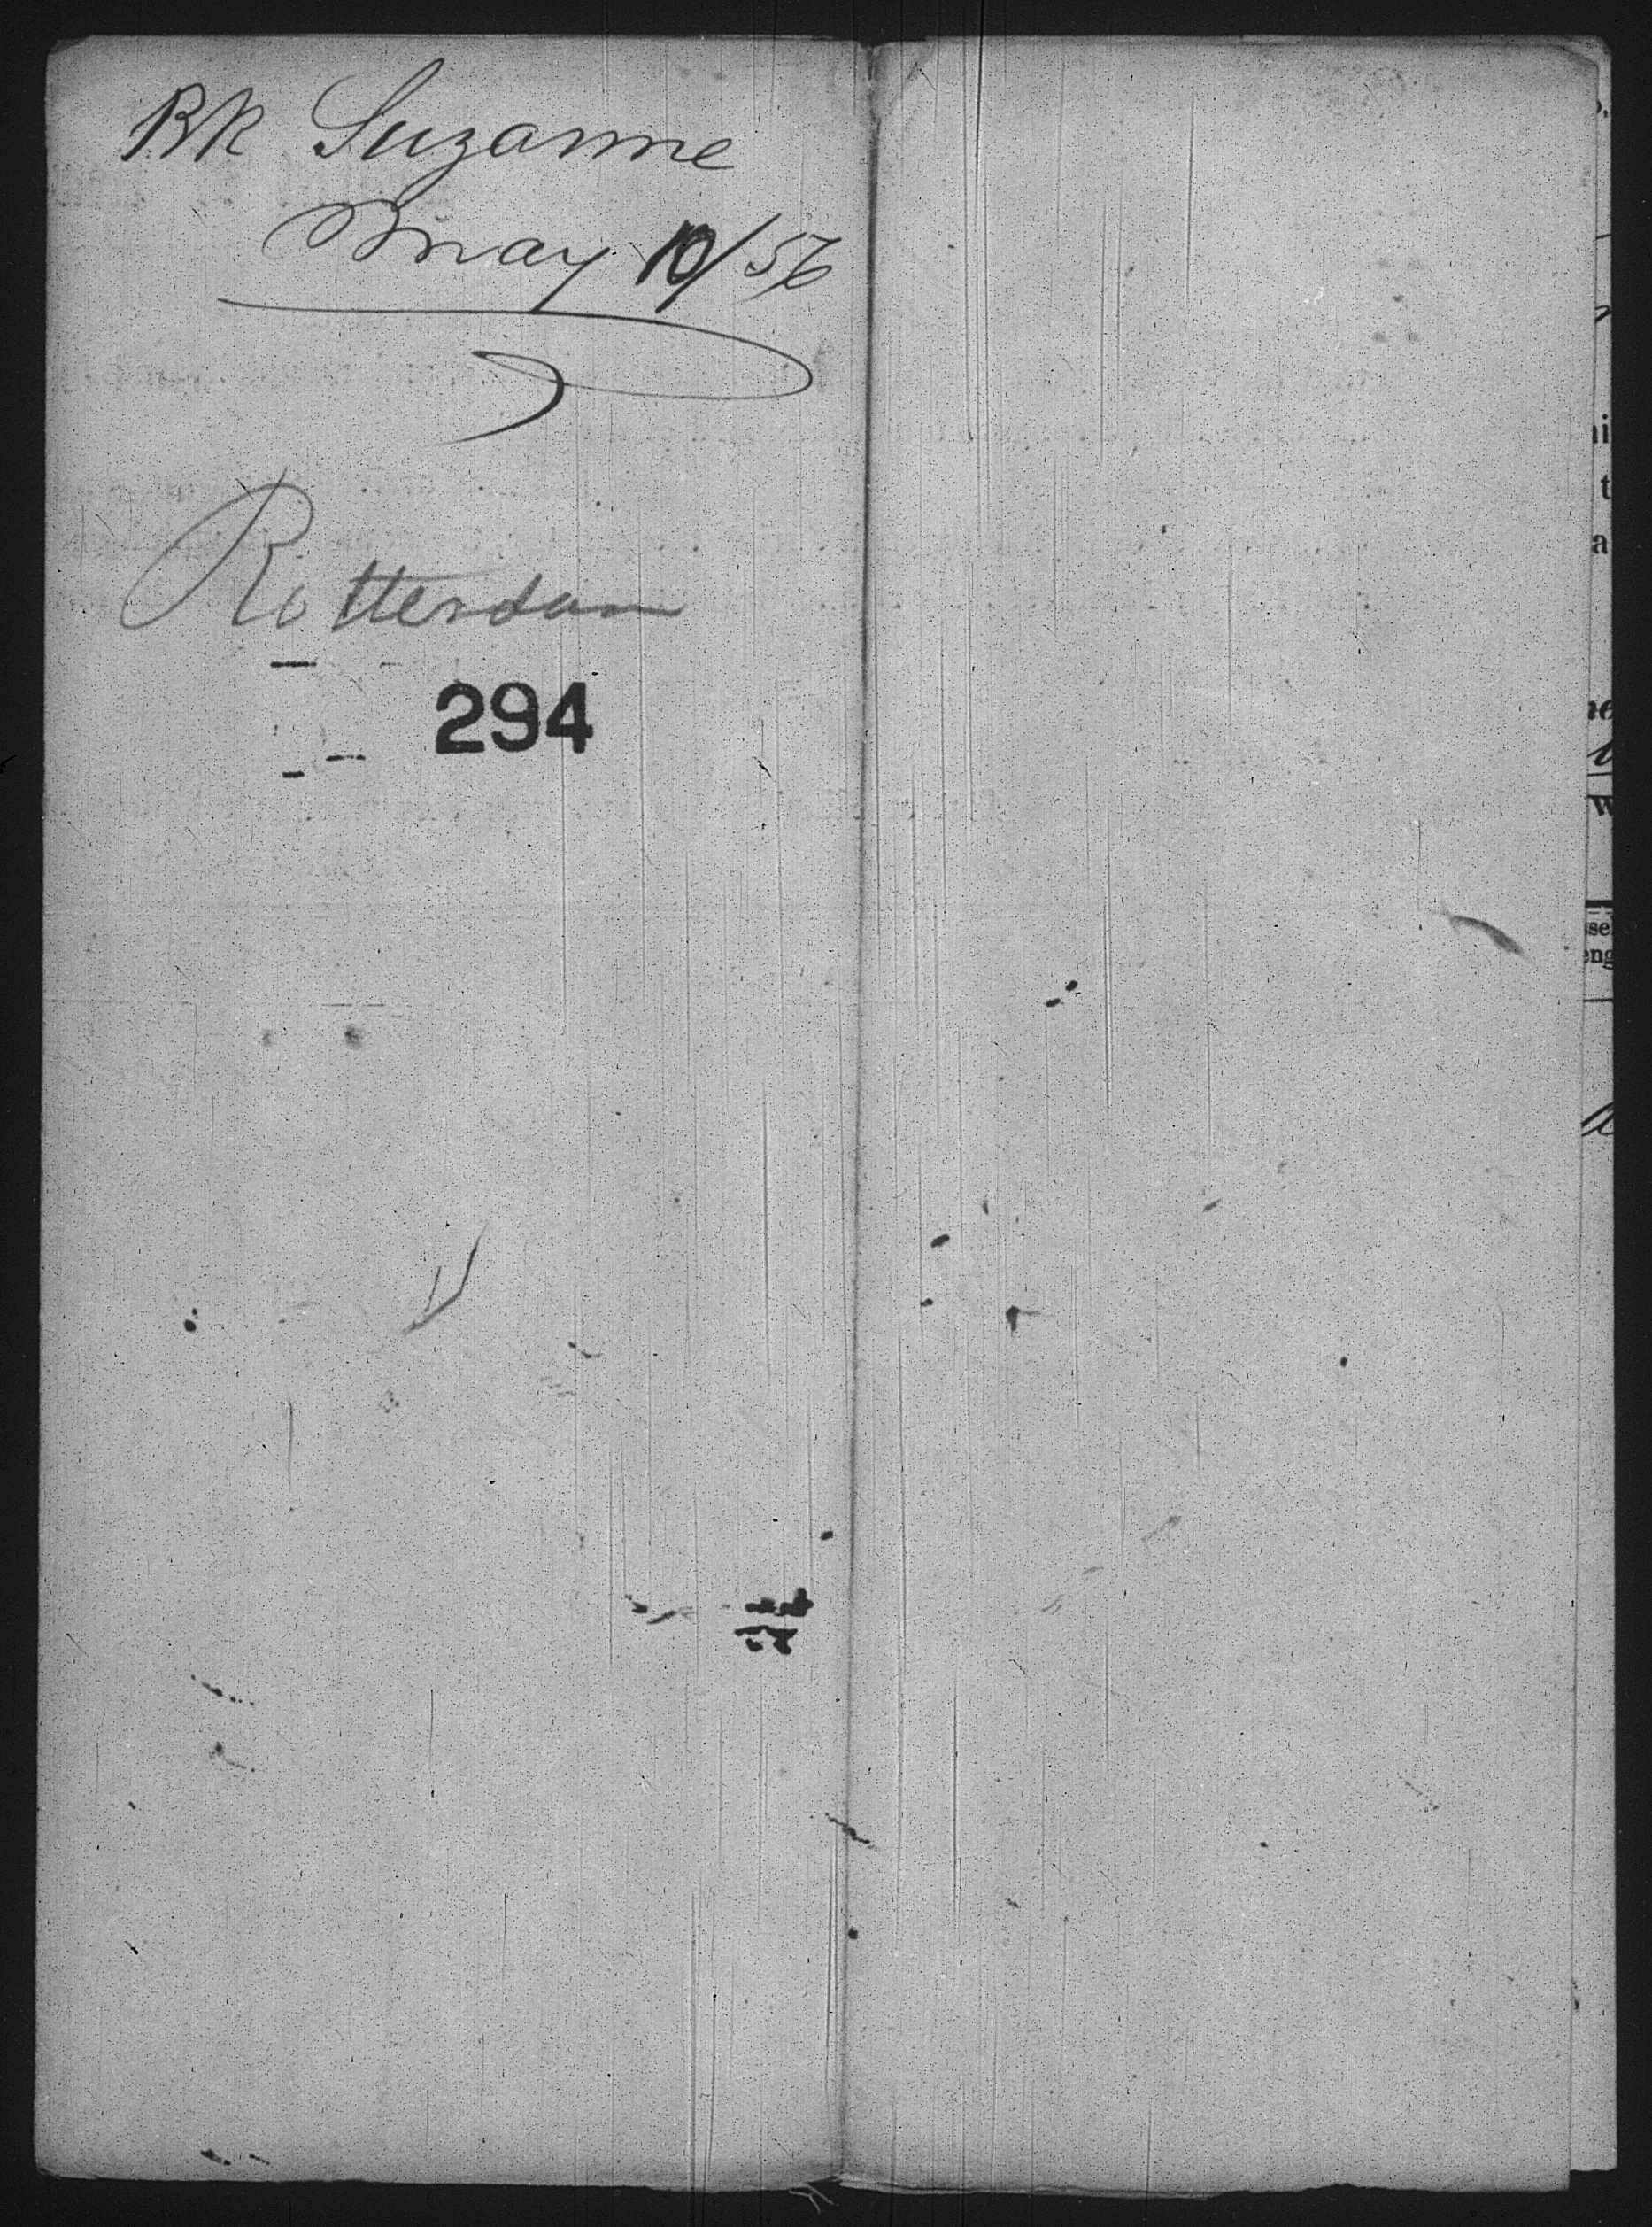 Bk Suzanne
May 10/56
Rotterdam
294